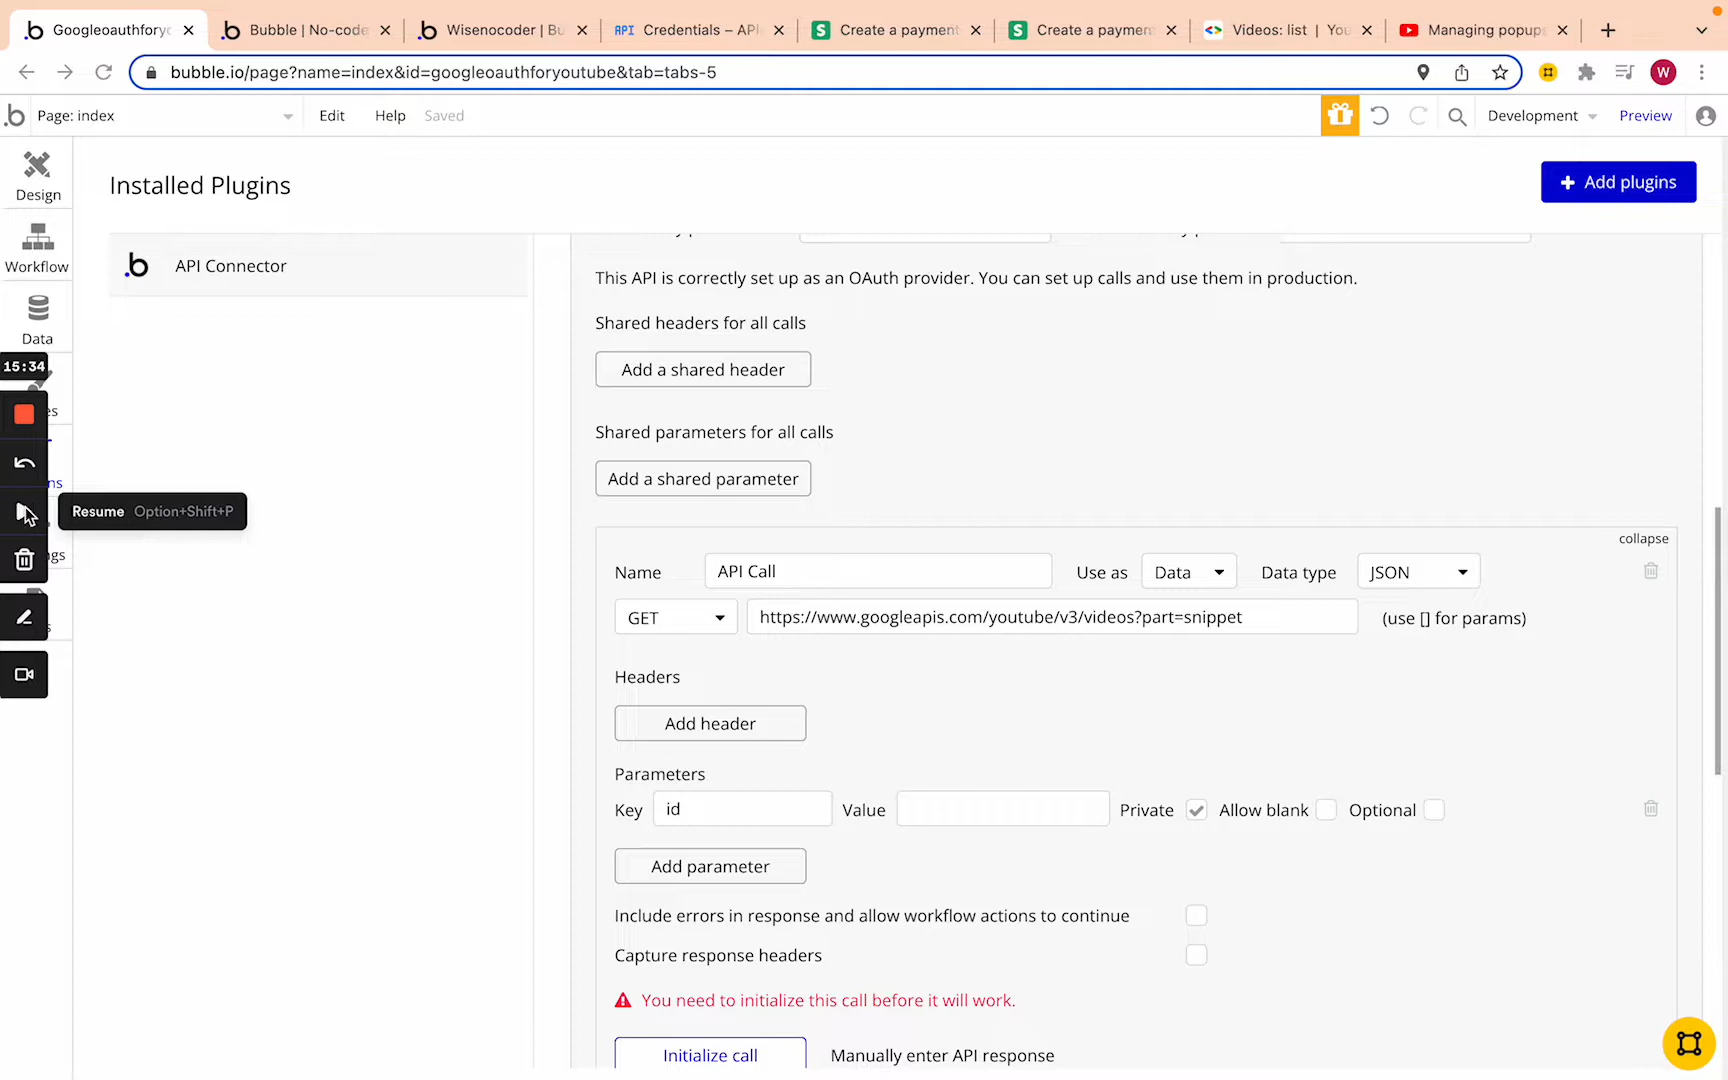 Googleoauthforyc
Bubble | No-code
Wisenocoder | Bu
API Credentials – API
Create a payment
Create a payment
Videos: list | You
Managing popups
bubble.io/page?name=index&id=googleoauthforyoutube&tab=tabs-5
W
Page: index
Edit
Help
Saved
Development
Preview
Design
Workflow
Data
15:34
es
ns
gs
s
Resume Option+Shift+P
Installed Plugins
+ Add plugins
API Connector
This API is correctly set up as an OAuth provider. You can set up calls and use them in production.
Shared headers for all calls
Add a shared header
Shared parameters for all calls
Add a shared parameter
collapse
Name API Call Use as Data Data type JSON
GET https://www.googleapis.com/youtube/v3/videos?part=snippet (use [] for params)
Headers
Add header
Parameters
Key id Value Private Allow blank Optional
Add parameter
Include errors in response and allow workflow actions to continue
Capture response headers
You need to initialize this call before it will work.
Initialize call Manually enter API response